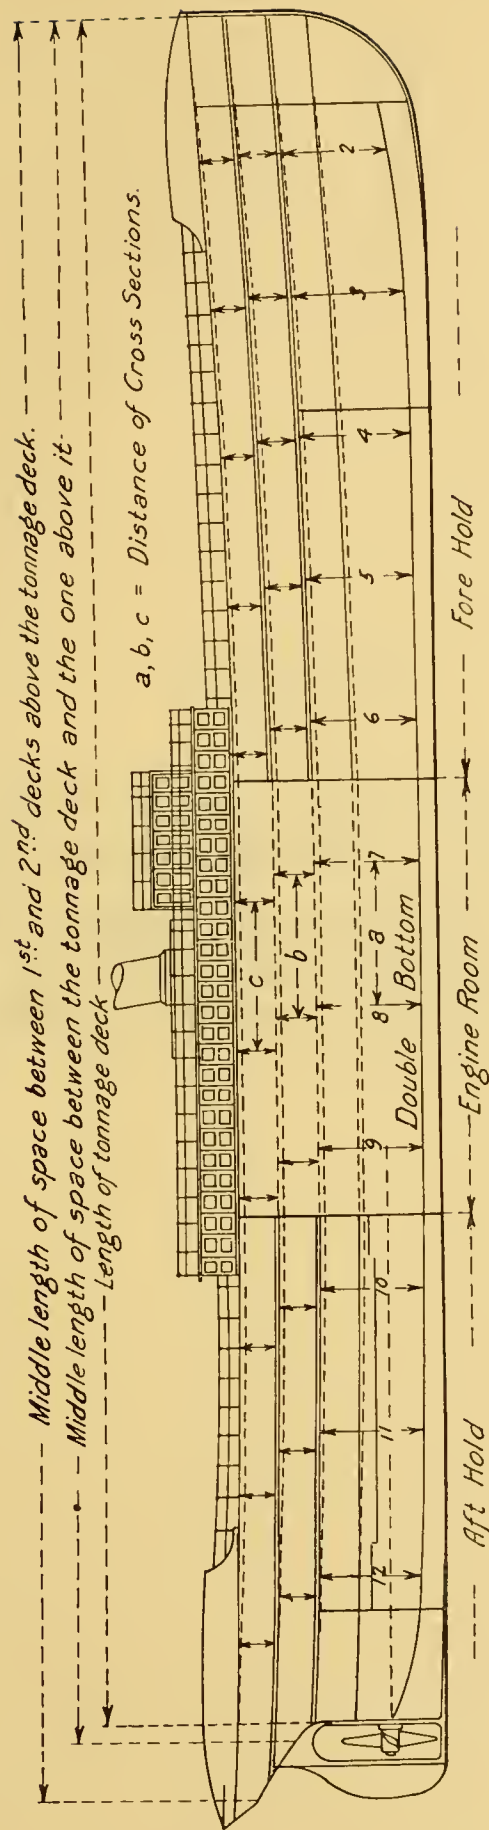 Middle length of space between 1st and 2nd decks above the tonnage deck.
Middle length of space between the tonnage deck and the one above it
Length of tonnage deck
a, b, c = Distance of Cross Sections.
c
b
a
12
11
10
9
8
7
6
5
4
3
2
Double Bottom
Aft Hold
Engine Room
Fore Hold